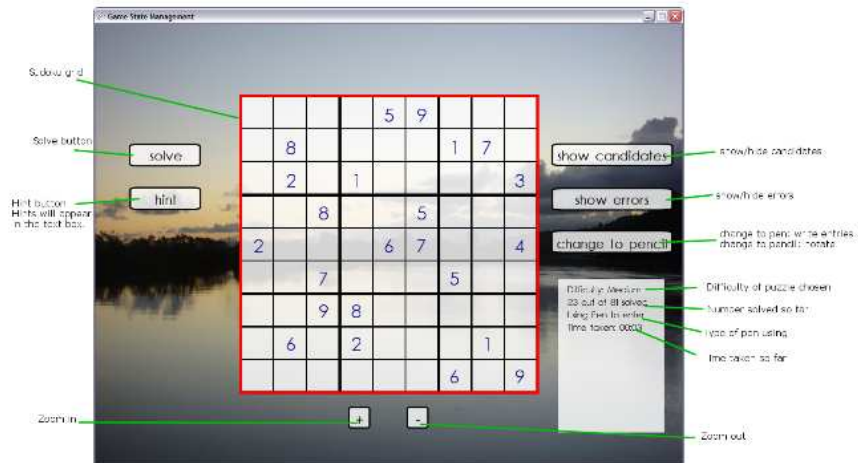 Game State Management
Sudoku grid
Solve button
Hint button
Hints will appear
in the text box.
Zoom in
solve
hint
5 9
8 1 7
2 1 3
8 5
2 6 7 4
7 5
9 8
6 2 1
6 9
+ -
show candidates
show errors
change to pencil
Difficulty: Medium
23 out of 81 solved
Using Pen to enter
Time taken: 00:03
show/hide candidates
show/hide errors
change to pen: write entries
change to pencil: notate
Difficulty of puzzle chosen
Number solved so far
Type of pen using
Time taken so far
Zoom out